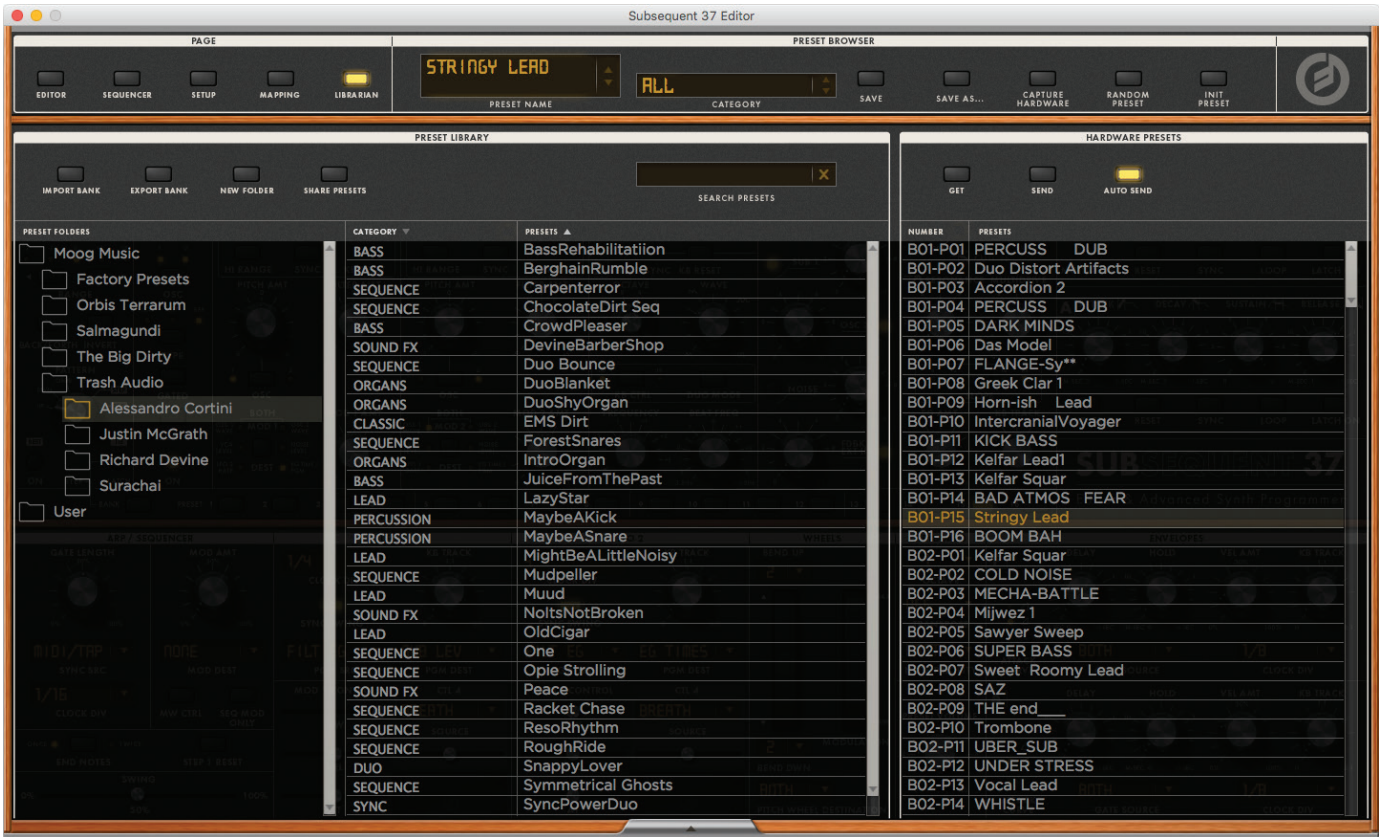 Subsequent 37 Editor
PAGE
PRESET BROWSER
EDITOR SEQUENCER SETUP MAPPING LIBRARIAN
STRINGY LEAD
PRESET NAME
ALL
CATEGORY
SAVE SAVE AS... CAPTURE HARDWARE RANDOM PRESET INIT PRESET
PRESET LIBRARY
IMPORT BANK EXPORT BANK NEW FOLDER SHARE PRESETS
X
SEARCH PRESETS
HARDWARE PRESETS
GET SEND AUTO SEND
PRESET FOLDERS
Moog Music
Factory Presets
Orbis Terrarum
Salmagundi
The Big Dirty
Trash Audio
Alessandro Cortini
Justin McGrath
Richard Devine
Surachai
User
CATEGORY PRESETS
BASS BassRehabilitatiion
BASS BerghainRumble
SEQUENCE Carpenterror
SEQUENCE ChocolateDirt Seq
BASS CrowdPleaser
SOUND FX DevineBarberShop
SEQUENCE Duo Bounce
ORGANS DuoBlanket
ORGANS DuoShyOrgan
CLASSIC EMS Dirt
SEQUENCE ForestSnares
ORGANS IntroOrgan
BASS JuiceFromThePast
LEAD LazyStar
PERCUSSION MaybeAKick
PERCUSSION MaybeASnare
LEAD MightBeALittleNoisy
SEQUENCE Mudpeller
LEAD Muud
SOUND FX NoItsNotBroken
LEAD OldCigar
SEQUENCE One
SEQUENCE Opie Strolling
SOUND FX Peace
SEQUENCE Racket Chase
SEQUENCE ResoRhythm
SEQUENCE RoughRide
DUO SnappyLover
SEQUENCE Symmetrical Ghosts
SYNC SyncPowerDuo
NUMBER PRESETS
B01-P01 PERCUSS DUB
B01-P02 Duo Distort Artifacts
B01-P03 Accordion 2
B01-P04 PERCUSS DUB
B01-P05 DARK MINDS
B01-P06 Das Model
B01-P07 FLANGE-Sy**
B01-P08 Greek Clar 1
B01-P09 Horn-ish Lead
B01-P10 IntercranialVoyager
B01-P11 KICK BASS
B01-P12 Kelfar Lead1
B01-P13 Kelfar Squar
B01-P14 BAD ATMOS FEAR
B01-P15 Stringy Lead
B01-P16 BOOM BAH
B02-P01 Kelfar Squar
B02-P02 COLD NOISE
B02-P03 MECHA-BATTLE
B02-P04 Mijwez 1
B02-P05 Sawyer Sweep
B02-P06 SUPER BASS
B02-P07 Sweet Roomy Lead
B02-P08 SAZ
B02-P09 THE end___
B02-P10 Trombone
B02-P11 UBER_SUB
B02-P12 UNDER STRESS
B02-P13 Vocal Lead
B02-P14 WHISTLE